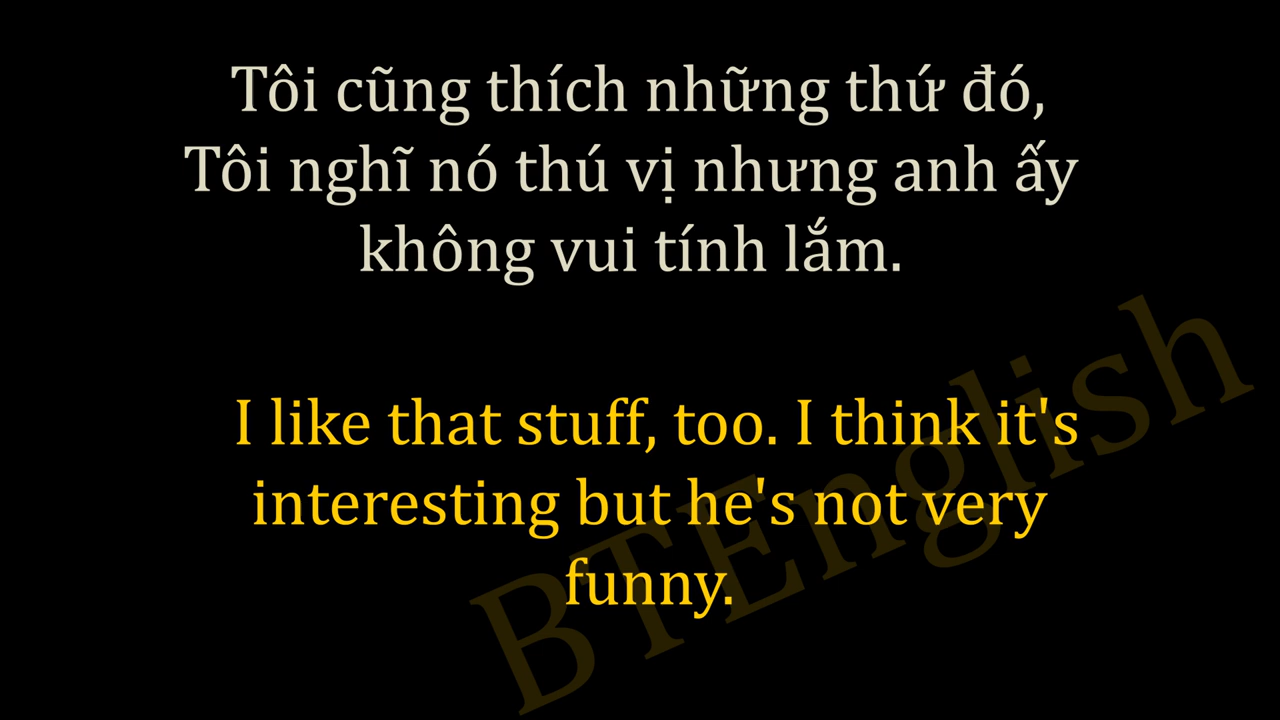 Tôi cũng thích những thứ đó,
Tôi nghĩ nó thú vị nhưng anh ấy
không vui tính lắm.
I like that stuff, too. I think it's
interesting but he's not very
funny.
BTEnglish